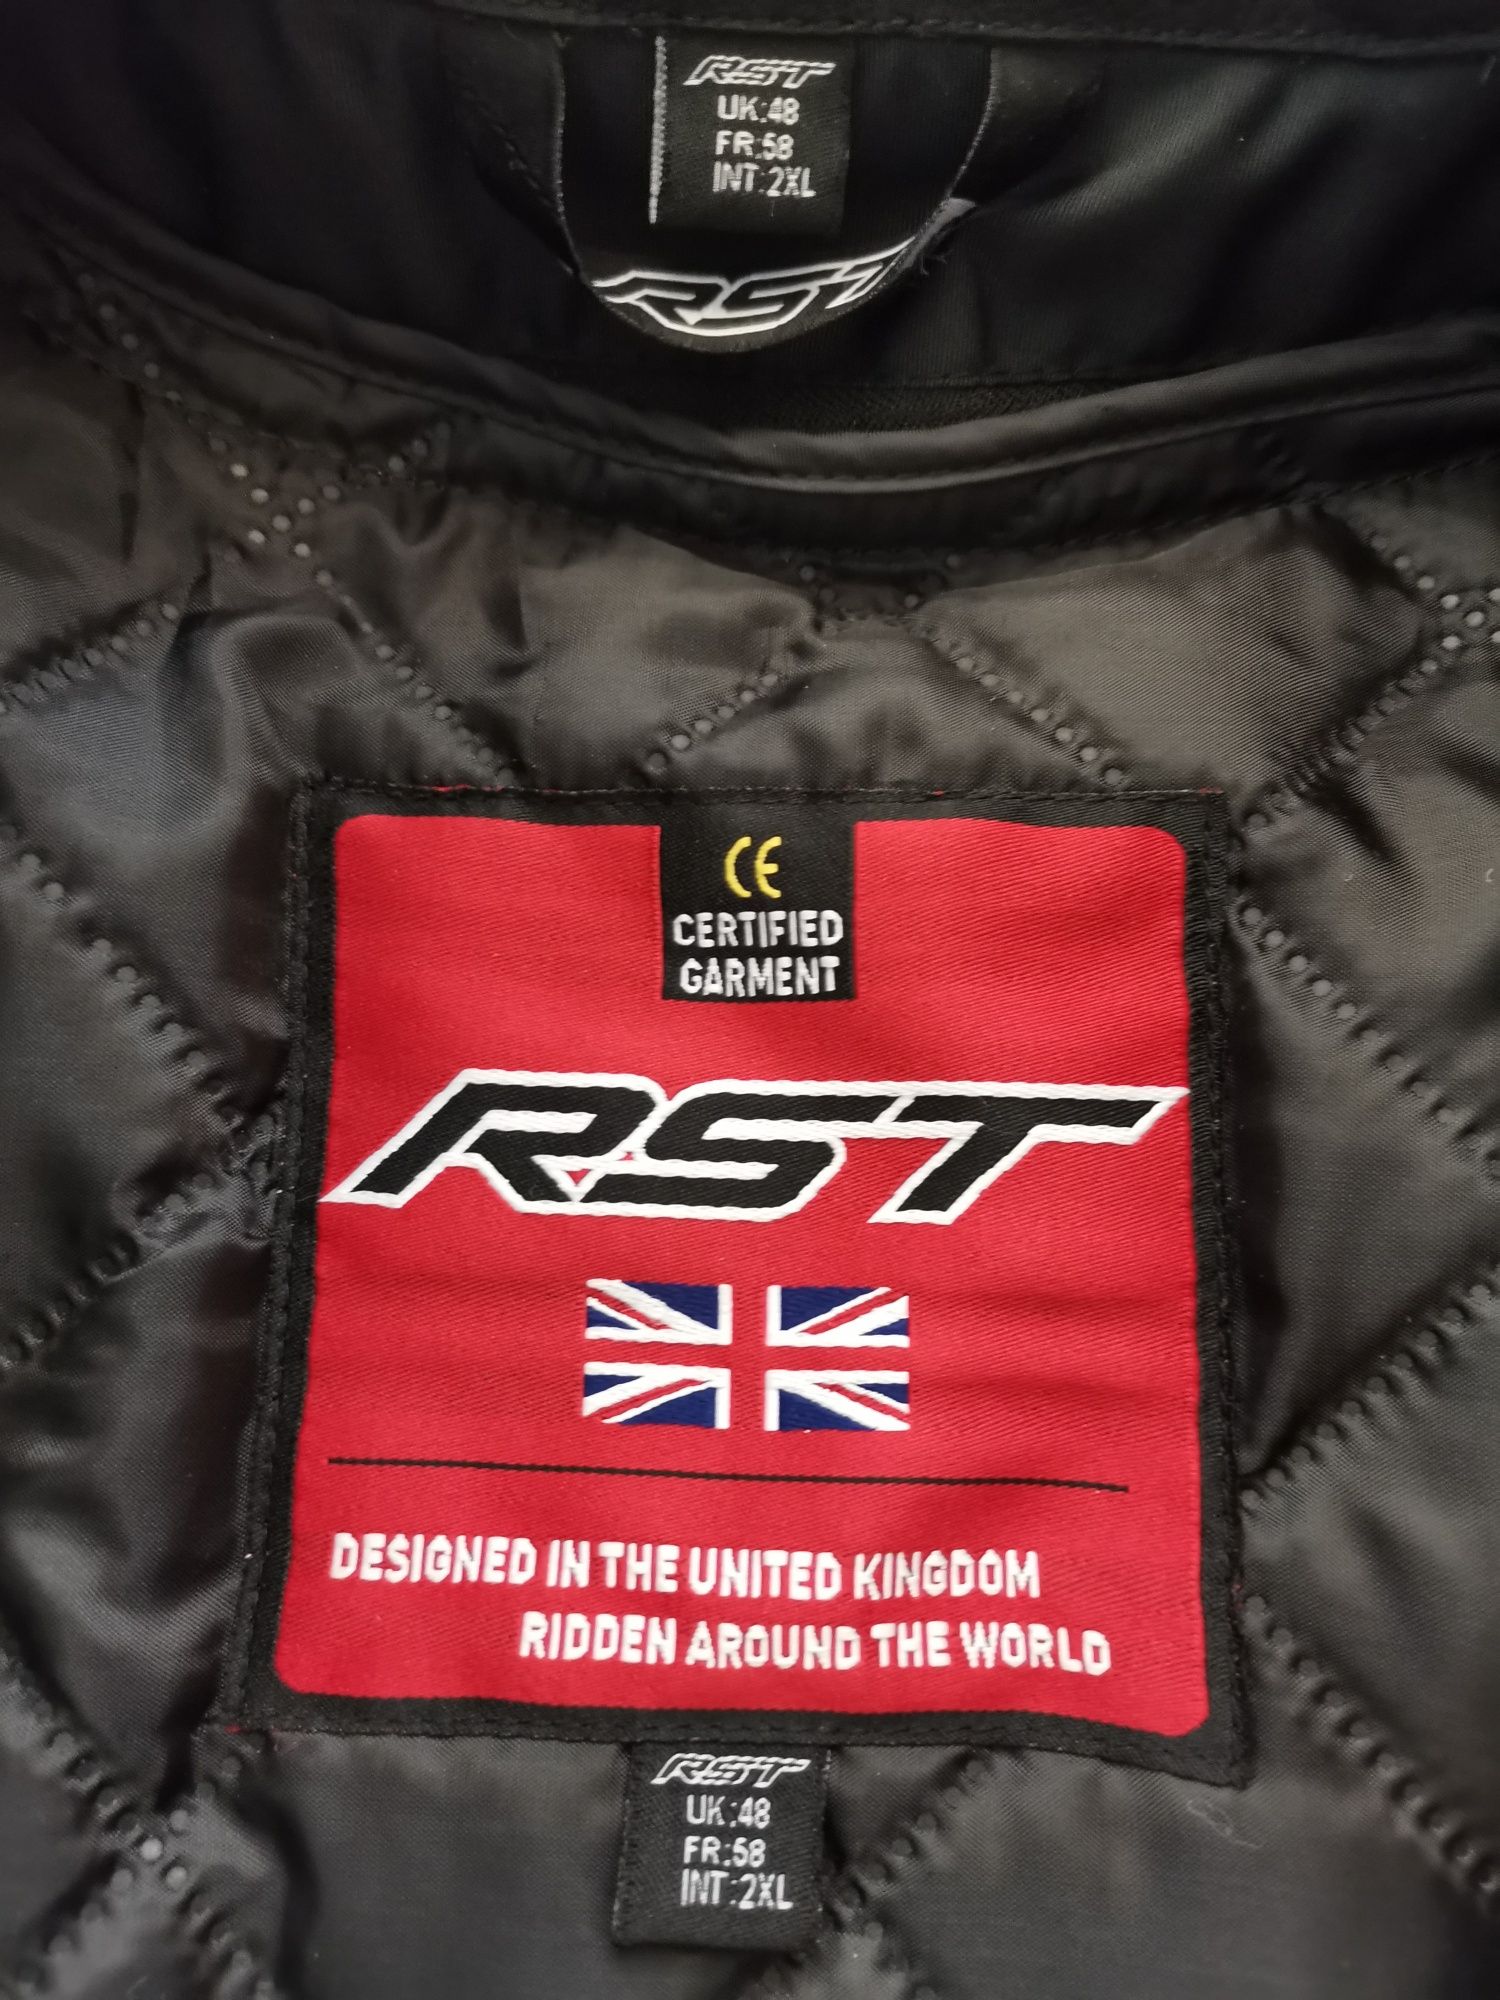 RST
UK:48
FR:58
INT:2XL
RST
CE
CERTIFIED
GARMENT
RST
DESIGNED IN THE UNITED KINGDOM
RIDDEN AROUND THE WORLD
RST
UK:48
FR:58
INT:2XL